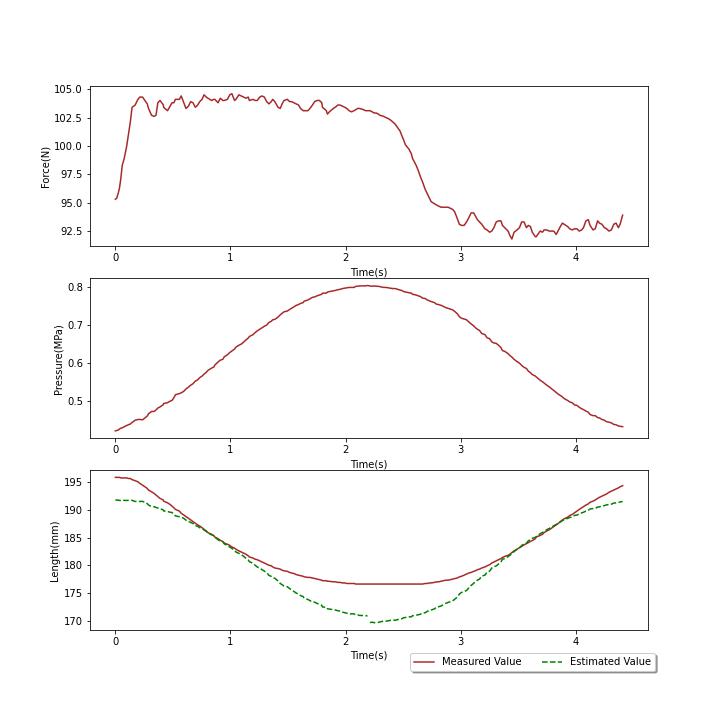 105.0
102.5
100.0
97.5
95.0
92.5
Force(N)
0 1 2 3 4
Time(s)
0.8
0.7
0.6
0.5
Pressure(MPa)
0 1 2 3 4
Time(s)
195
190
185
180
175
170
Length(mm)
0 1 2 3 4
Time(s)
Measured Value Estimated Value